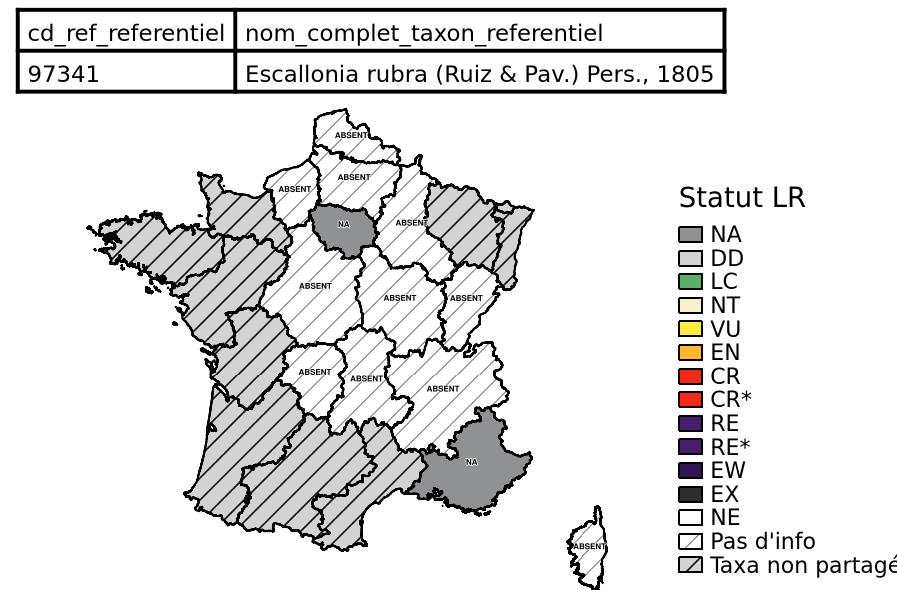 cd_ref_referentiel nom_complet_taxon_referentiel
97341 Escallonia rubra (Ruiz & Pav.) Pers., 1805
ABSENT
ABSENT
ABSENT
ABSENT
NA
ABSENT
ABSENT
ABSENT
ABSENT
ABSENT
ABSENT
NA
ABSENT
Statut LR
NA
DD
LC
NT
VU
EN
CR
CR*
RE
RE*
EW
EX
NE
Pas d'info
Taxa non partagé